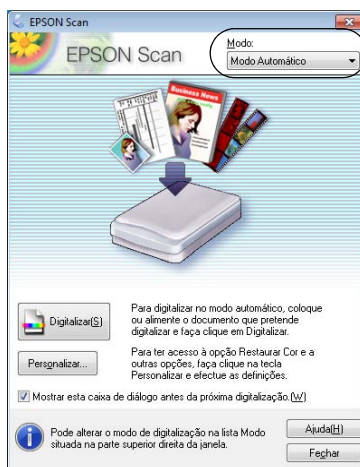 EPSON Scan
EPSON Scan
Modo:
Modo Automático
Business News
Digitalizar(S)
Para digitalizar no modo automático, coloque
ou alimente o documento que pretende
digitalizar e faça clique em Digitalizar.
Personalizar...
Para ter acesso à opção Restaurar Cor e a
outras opções, faça clique na tecla
Personalizar e efectue as definições.
Mostrar esta caixa de diálogo antes da próxima digitalização.(W)
Pode alterar o modo de digitalização na lista Modo
situada na parte superior direita da janela.
Ajuda(H)
Fechar